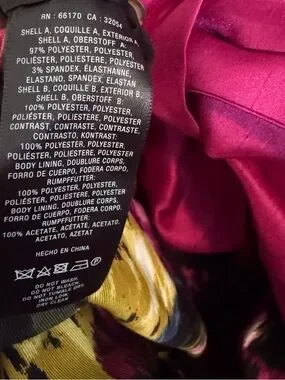 RN : 66170 CA : 32054
SHELL A, COQUILLE A, EXTERIOR A,
SHELL A, OBERSTOFF A:
97% POLYESTER, POLYESTER,
POLIÉSTER, POLIESTERE, POLYESTER
3% SPANDEX, ÉLASTHANNE,
ELASTANO, SPANDEX, ELASTAN
SHELL B, COQUILLE B, EXTERIOR B,
SHELL B, OBERSTOFF B:
100% POLYESTER, POLYESTER,
POLIÉSTER, POLIESTERE, POLYESTER
CONTRAST, CONTRASTE, CONTRASTE,
CONTRASTO, KONTRAST:
100% POLYESTER, POLYESTER,
POLIÉSTER, POLIESTERE, POLYESTER
BODY LINING, DOUBLURE CORPS,
FORRO DE CUERPO, FODERA CORPO,
RUMPFFUTTER:
100% POLYESTER, POLYESTER,
POLIÉSTER, POLIESTERE, POLYESTER
BODY LINING, DOUBLURE CORPS,
FORRO DE CUERPO, FODERA CORPO,
RUMPFFUTTER:
100% ACETATE, ACÉTATE, ACETATO,
ACETATO, AZETAT
HECHO EN CHINA
DO NOT WASH.
DO NOT BLEACH.
DO NOT TUMBLE DRY.
IRON LOW.
DRY CLEAN